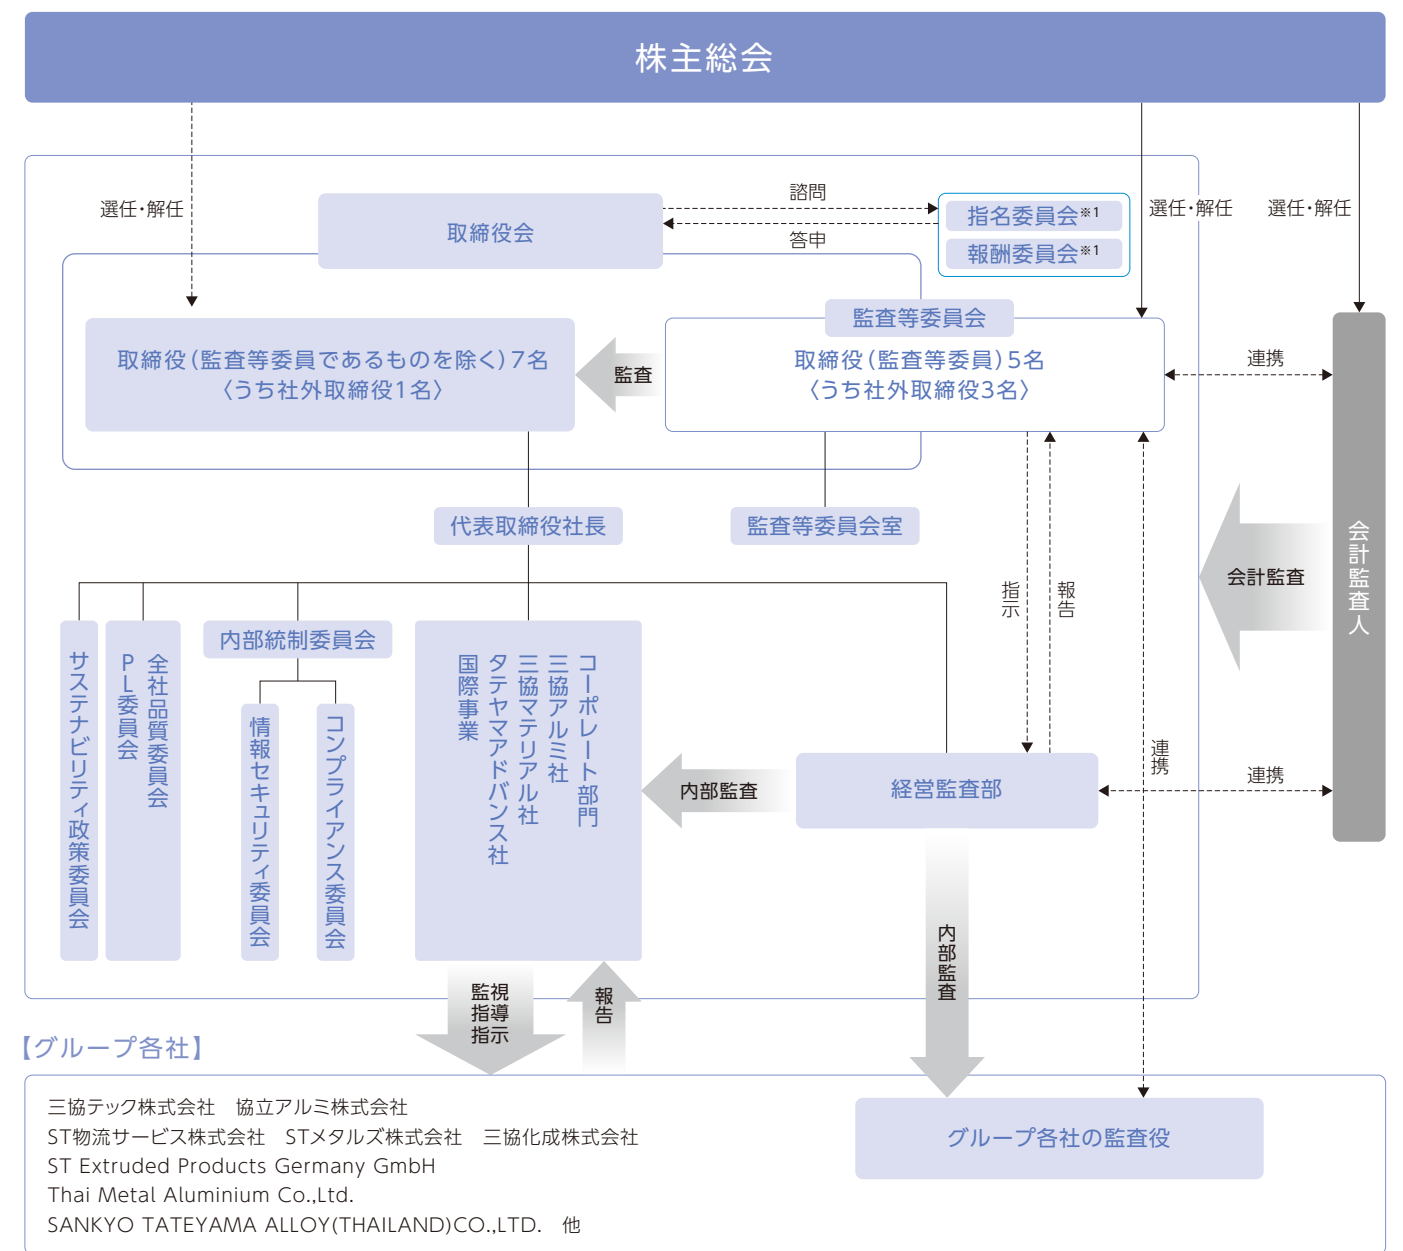 株主総会
選任・解任
諮問
取締役会
指名委員会※1
選任・解任
選任・解任
答申
報酬委員会※1
監査等委員会
取締役(監査等委員であるものを除く)7名
〈うち社外取締役1名〉
監査
取締役(監査等委員)5名
〈うち社外取締役3名〉
連携
代表取締役社長
監査等委員会室
指示
報告
会計監査
会計監査人
サステナビリティ政策委員会
全社品質委員会
PL委員会
内部統制委員会
コンプライアンス委員会
情報セキュリティ委員会
コーポレート部門
三協アルミ社
三協マテリアル社
タテヤマアドバンス社
国際事業
内部監査
経営監査部
連携
連携
内部監査
監視
指導
指示
報告
【グループ各社】
三協テック株式会社 協立アルミ株式会社
ST物流サービス株式会社 STメタルズ株式会社 三協化成株式会社
ST Extruded Products Germany GmbH
Thai Metal Aluminium Co.,Ltd.
SANKYO TATEYAMA ALLOY(THAILAND)CO.,LTD. 他
グループ各社の監査役